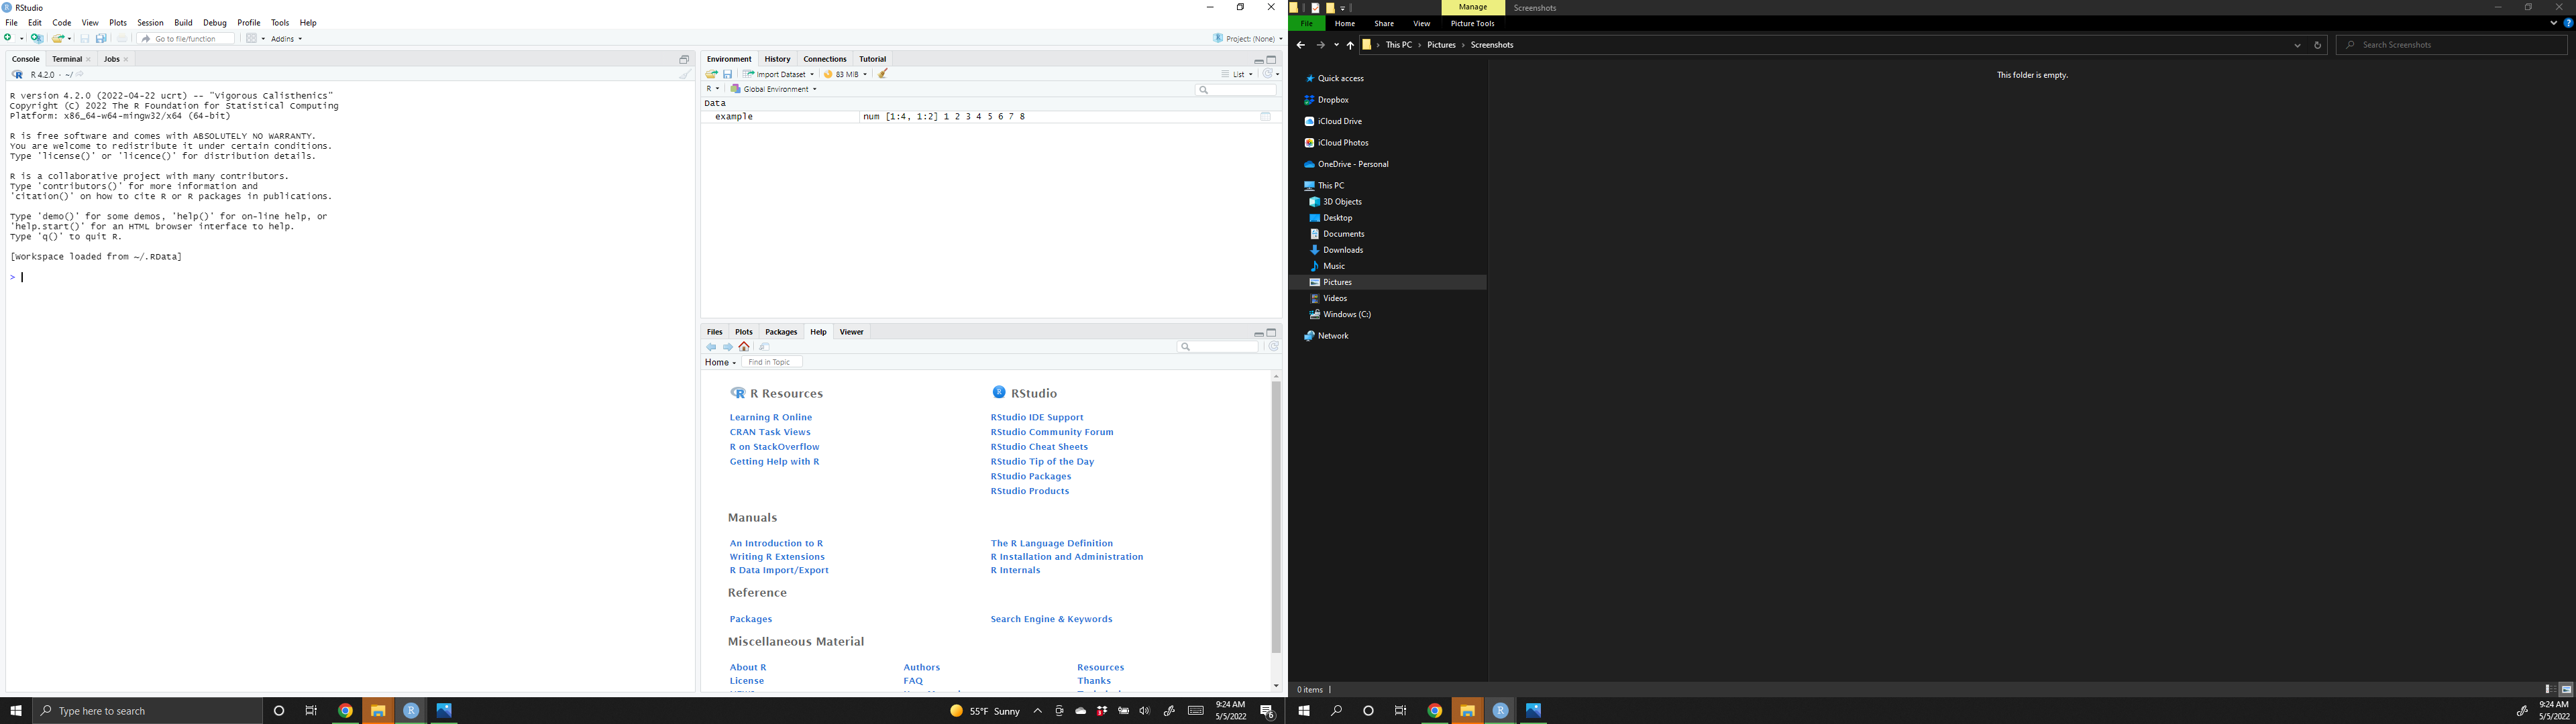 RStudio
File Edit Code View Plots Session Build Debug Profile Tools Help
Go to file/function Addins Project: (None)
Console Terminal Jobs
R 4.2.0 · ~/
R version 4.2.0 (2022-04-22 ucrt) -- "Vigorous Calisthenics"
Copyright (C) 2022 The R Foundation for Statistical Computing
Platform: x86_64-w64-mingw32/x64 (64-bit)
R is free software and comes with ABSOLUTELY NO WARRANTY.
You are welcome to redistribute it under certain conditions.
Type 'license()' or 'licence()' for distribution details.
R is a collaborative project with many contributors.
Type 'contributors()' for more information and
'citation()' on how to cite R or R packages in publications.
Type 'demo()' for some demos, 'help()' for on-line help, or
'help.start()' for an HTML browser interface to help.
Type 'q()' to quit R.
[Workspace loaded from ~/.RData]
>
Environment History Connections Tutorial
Import Dataset 83 MiB List
R Global Environment
Data
example num [1:4, 1:2] 1 2 3 4 5 6 7 8
Files Plots Packages Help Viewer
Home Find in Topic
R Resources
Learning R Online
CRAN Task Views
R on StackOverflow
Getting Help with R
RStudio
RStudio IDE Support
RStudio Community Forum
RStudio Cheat Sheets
RStudio Tip of the Day
RStudio Packages
RStudio Products
Manuals
An Introduction to R The R Language Definition
Writing R Extensions R Installation and Administration
R Data Import/Export R Internals
Reference
Packages Search Engine & Keywords
Miscellaneous Material
About R Authors Resources
License FAQ Thanks
Type here to search 55°F Sunny 9:24 AM
5/5/2022 6
Manage Screenshots
File Home Share View Picture Tools
This PC Pictures Screenshots Search Screenshots
This folder is empty.
Quick access
Dropbox
iCloud Drive
iCloud Photos
OneDrive - Personal
This PC
3D Objects
Desktop
Documents
Downloads
Music
Pictures
Videos
Windows (C:)
Network
0 items
9:24 AM
5/5/2022